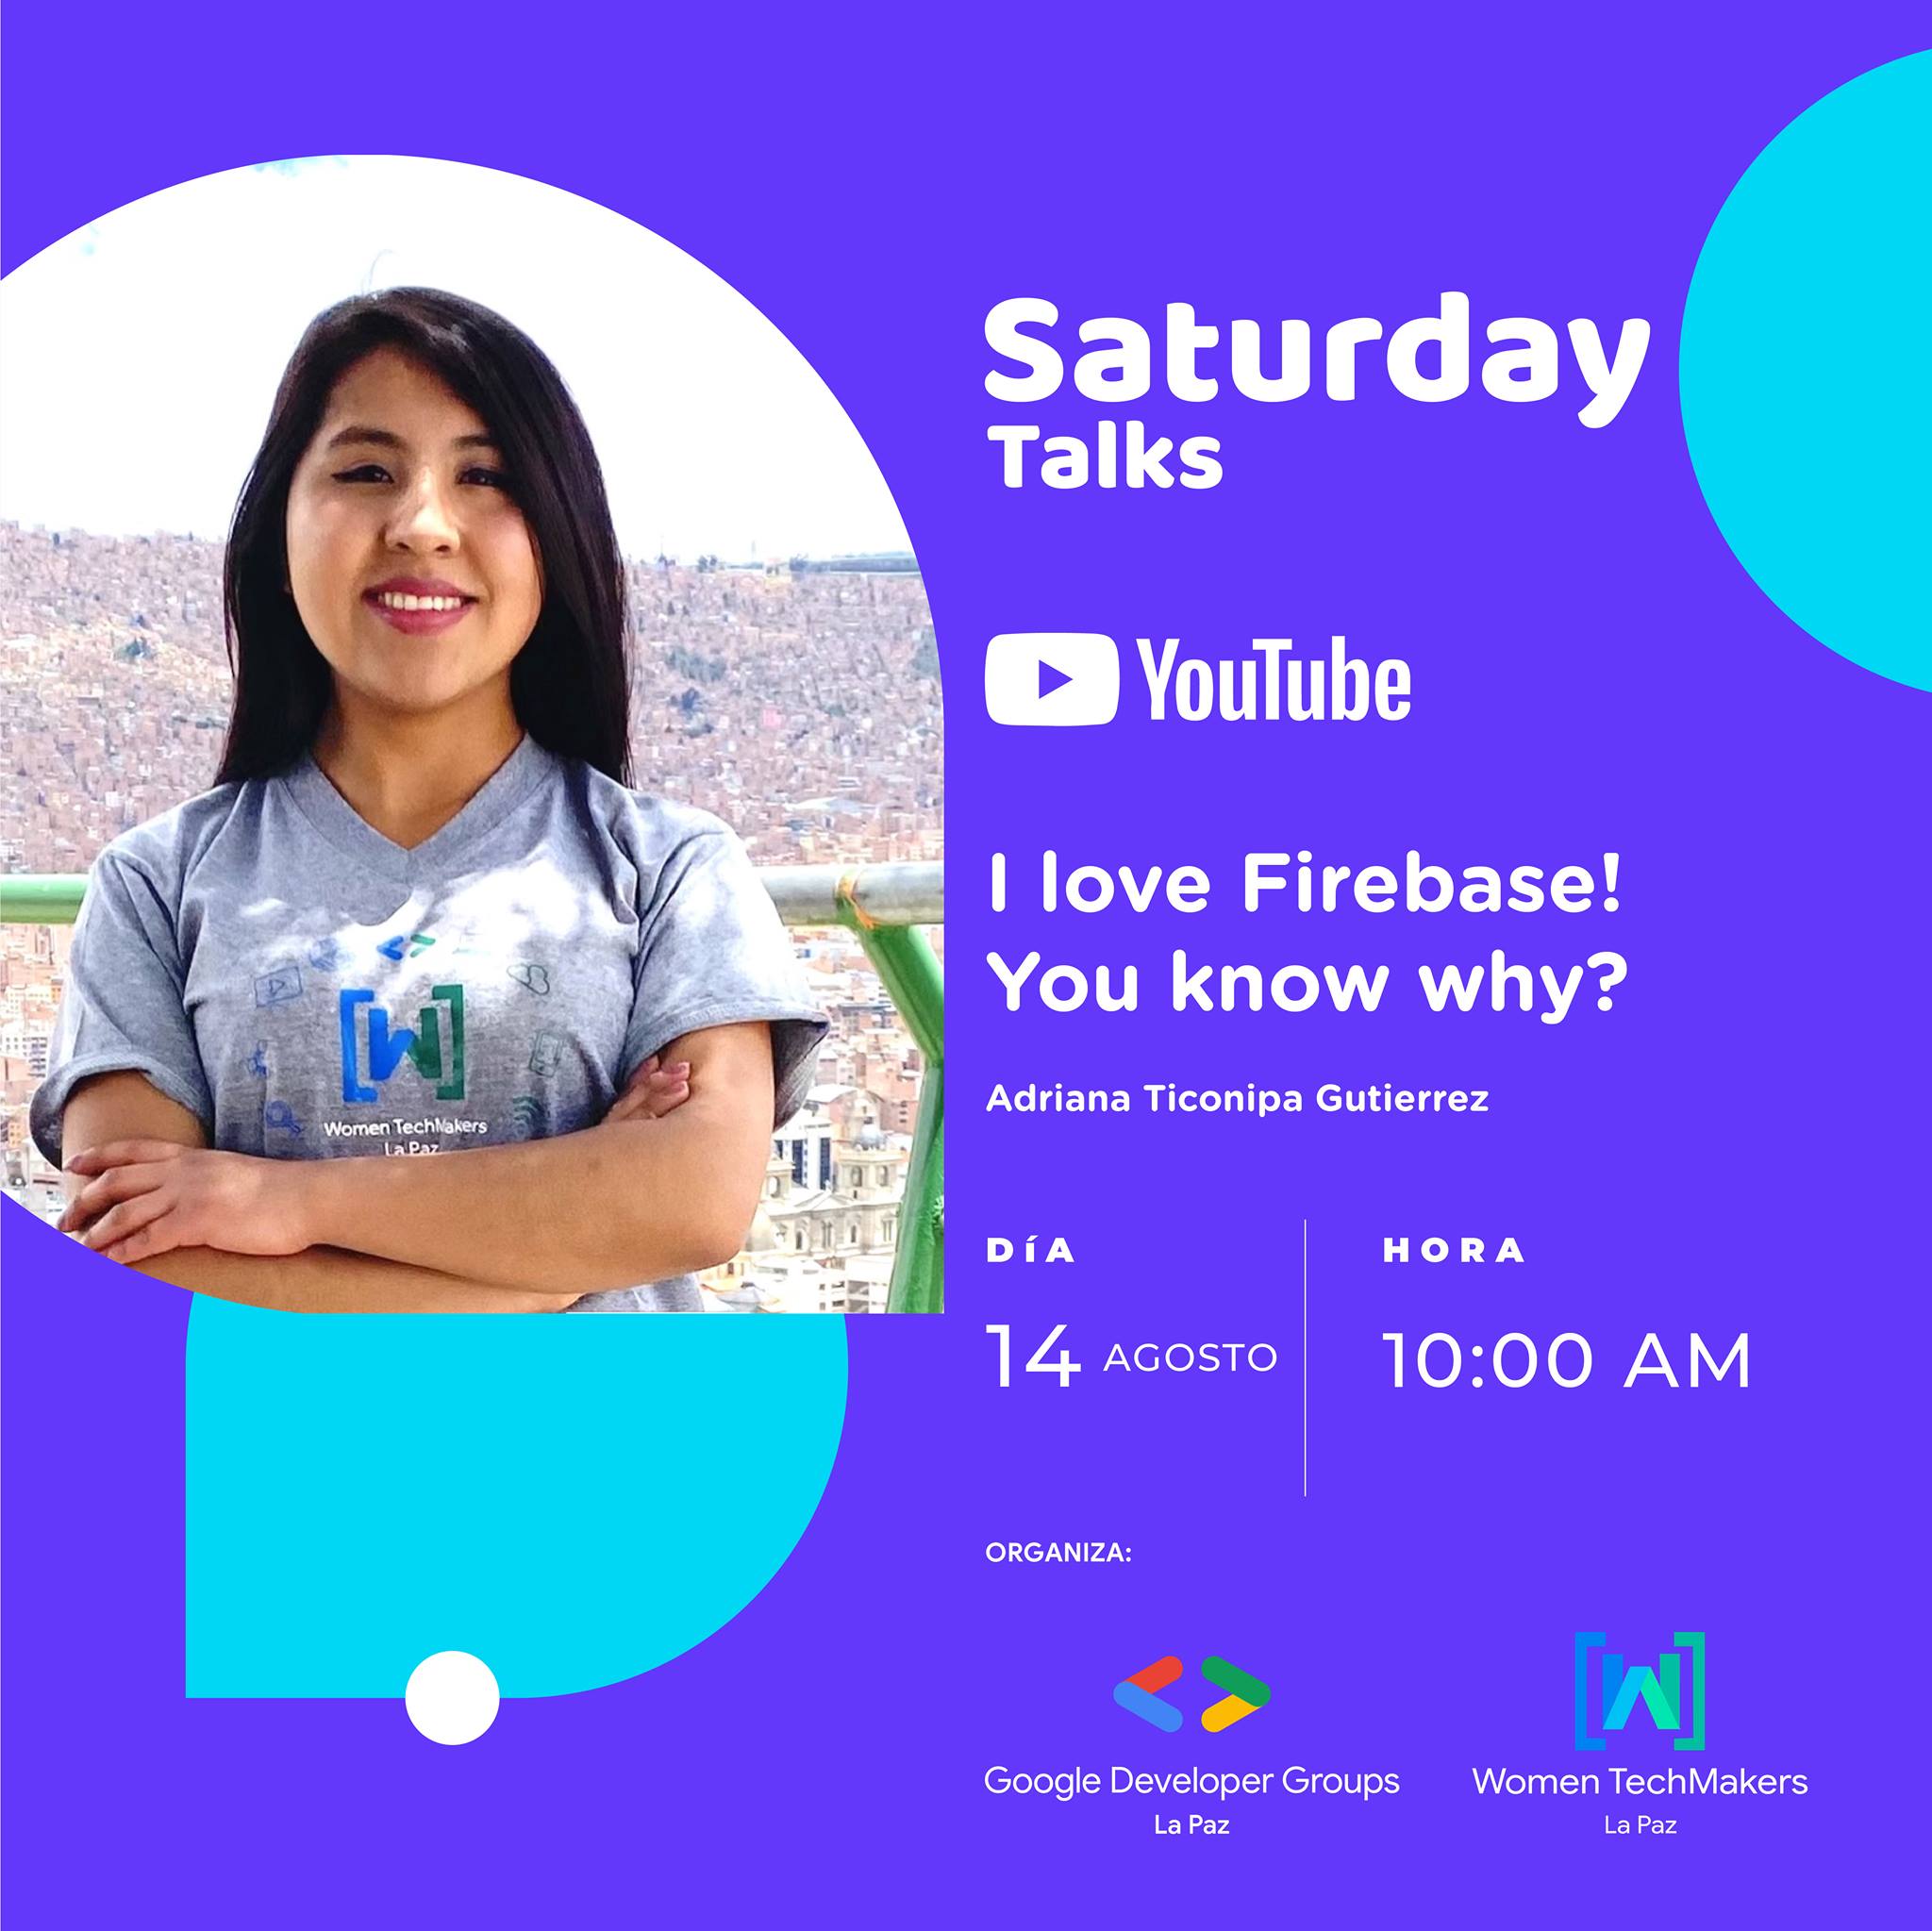 Saturday
Talks
YouTube
I love Firebase!
You know why?
Adriana Ticonipa Gutierrez
DíA
HORA
14 AGOSTO
10:00 AM
ORGANIZA:
Google Developer Groups
La Paz
Women TechMakers
La Paz
[W]
Women TechMakers
La Paz